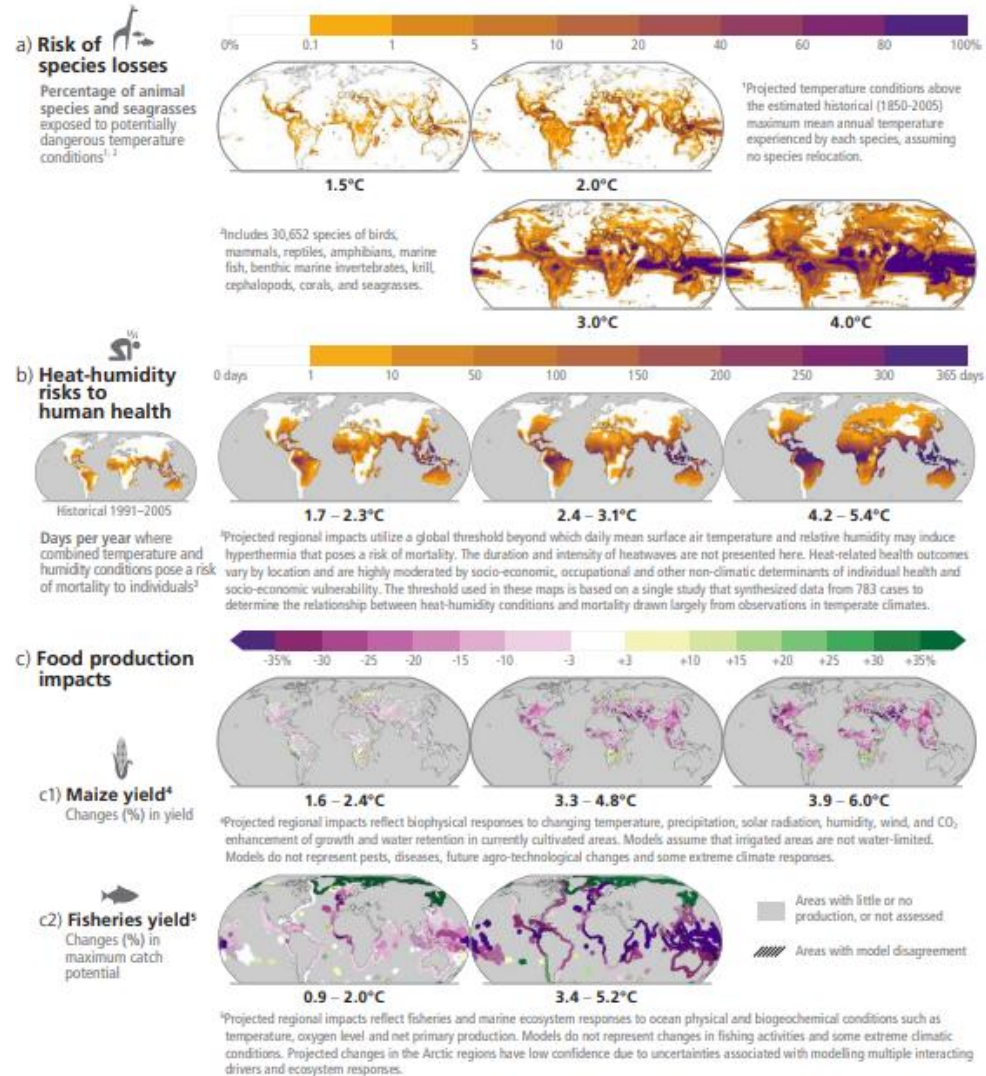 a) Risk of
species losses
Percentage of animal
species and seagrasses
exposed to potentially
dangerous temperature
conditions¹, ²
0% 0.1 1 5 10 20 40 60 80 100%
¹Projected temperature conditions above
the estimated historical (1850-2005)
maximum mean annual temperature
experienced by each species, assuming
no species relocation.
1.5°C 2.0°C
²Includes 30,652 species of birds,
mammals, reptiles, amphibians, marine
fish, benthic marine invertebrates, krill,
cephalopods, corals, and seagrasses.
3.0°C 4.0°C
b) Heat-humidity
risks to
human health
0 days 1 10 50 100 150 200 250 300 365 days
Historical 1991–2005
1.7 – 2.3°C 2.4 – 3.1°C 4.2 – 5.4°C
Days per year where
combined temperature and
humidity conditions pose a risk
of mortality to individuals³
³Projected regional impacts utilize a global threshold beyond which daily mean surface air temperature and relative humidity may induce
hyperthermia that poses a risk of mortality. The duration and intensity of heatwaves are not presented here. Heat-related health outcomes
vary by location and are highly moderated by socio-economic, occupational and other non-climatic determinants of individual health and
socio-economic vulnerability. The threshold used in these maps is based on a single study that synthesized data from 783 cases to
determine the relationship between heat-humidity conditions and mortality drawn largely from observations in temperate climates.
c) Food production
impacts
-35% -30 -25 -20 -15 -10 -3 +3 +10 +15 +20 +25 +30 +35%
c1) Maize yield⁴
Changes (%) in yield
1.6 – 2.4°C 3.3 – 4.8°C 3.9 – 6.0°C
⁴Projected regional impacts reflect biophysical responses to changing temperature, precipitation, solar radiation, humidity, wind, and CO₂
enhancement of growth and water retention in currently cultivated areas. Models assume that irrigated areas are not water-limited.
Models do not represent pests, diseases, future agro-technological changes and some extreme climate responses.
c2) Fisheries yield⁵
Changes (%) in
maximum catch
potential
Areas with little or no
production, or not assessed
Areas with model disagreement
0.9 – 2.0°C 3.4 – 5.2°C
⁵Projected regional impacts reflect fisheries and marine ecosystem responses to ocean physical and biogeochemical conditions such as
temperature, oxygen level and net primary production. Models do not represent changes in fishing activities and some extreme climatic
conditions. Projected changes in the Arctic regions have low confidence due to uncertainties associated with modelling multiple interacting
drivers and ecosystem responses.